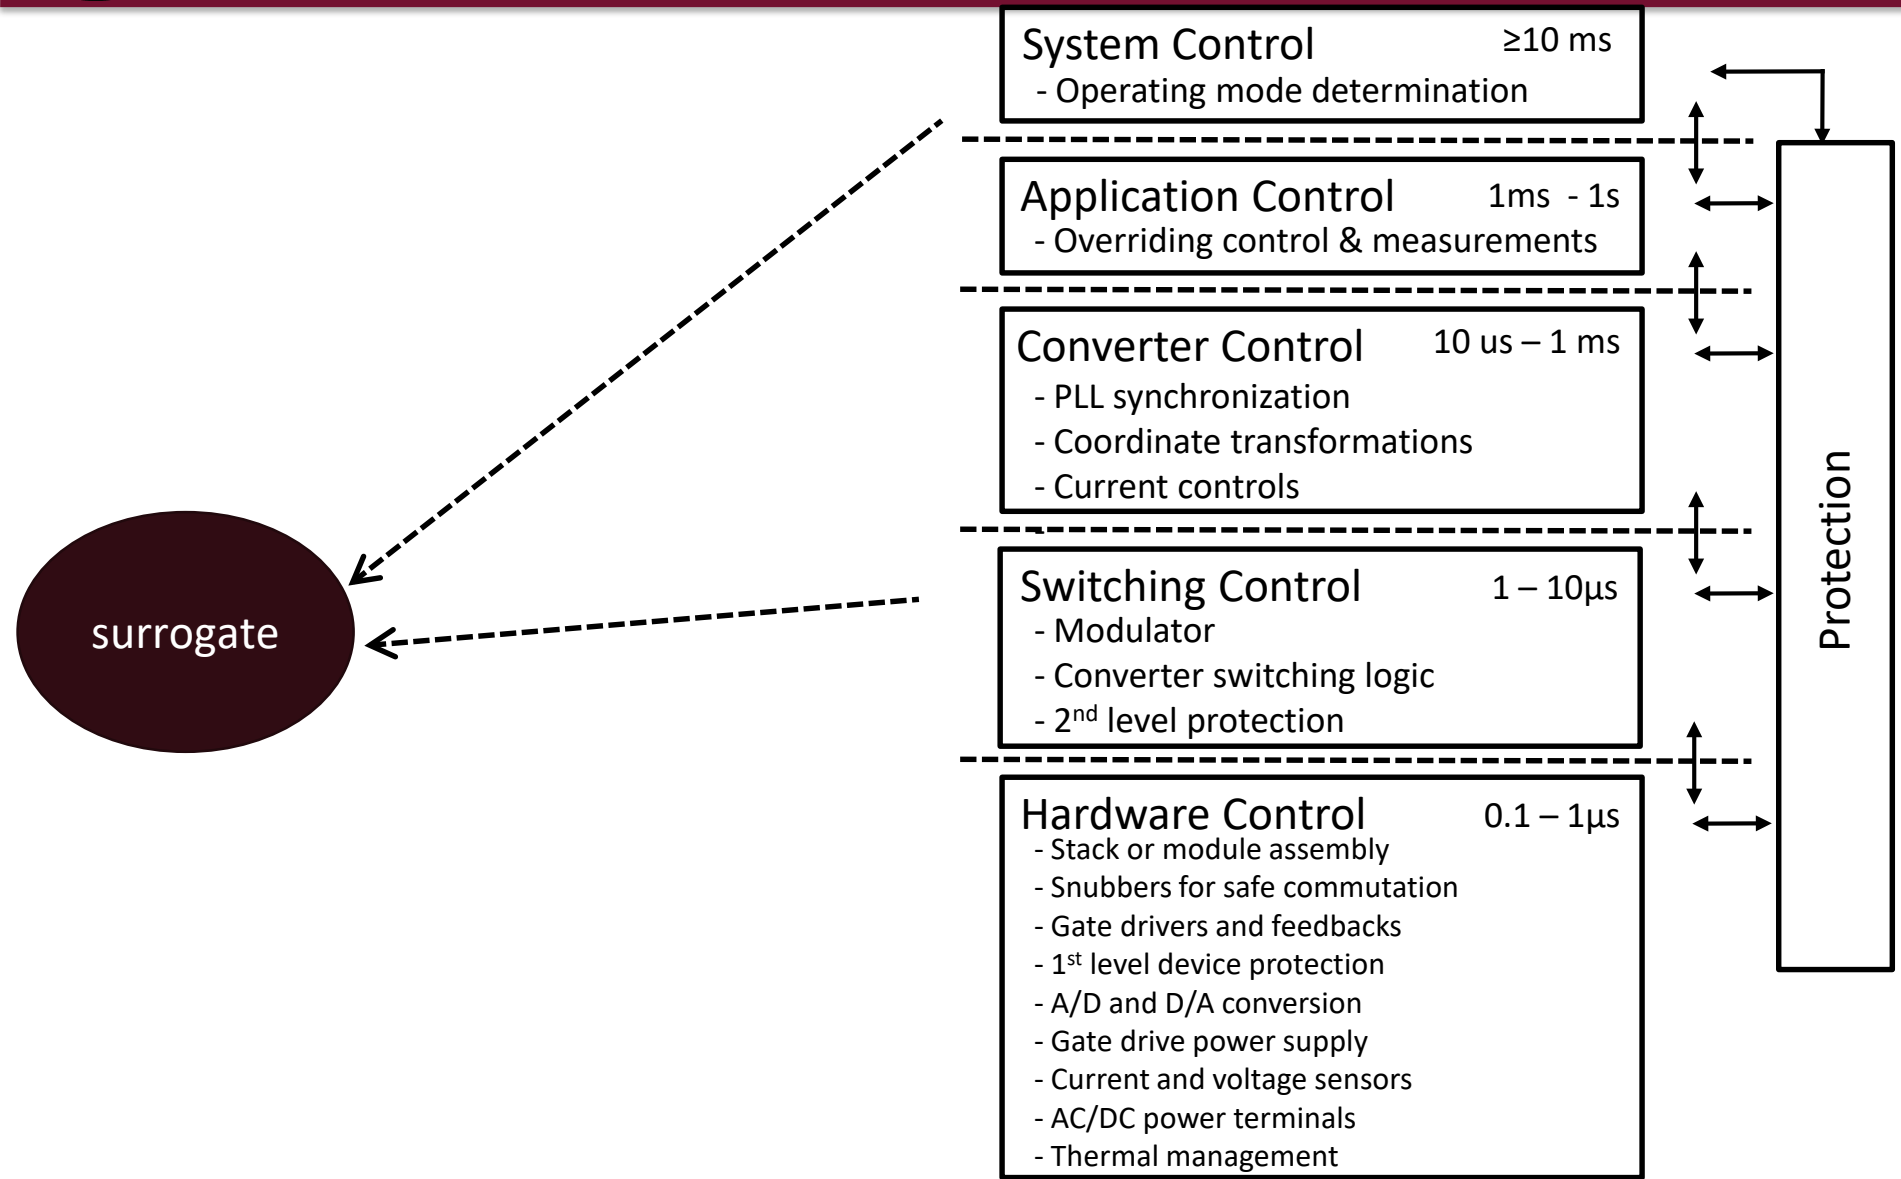 System Control ≥10 ms
- Operating mode determination
Application Control 1ms - 1s
- Overriding control & measurements
Converter Control 10 us – 1 ms
- PLL synchronization
- Coordinate transformations
- Current controls
-
Switching Control 1 – 10µs
- Modulator
- Converter switching logic
- 2nd level protection
Hardware Control 0.1 – 1µs
- Stack or module assembly
- Snubbers for safe commutation
- Gate drivers and feedbacks
- 1st level device protection
- A/D and D/A conversion
- Gate drive power supply
- Current and voltage sensors
- AC/DC power terminals
- Thermal management
Protection
surrogate